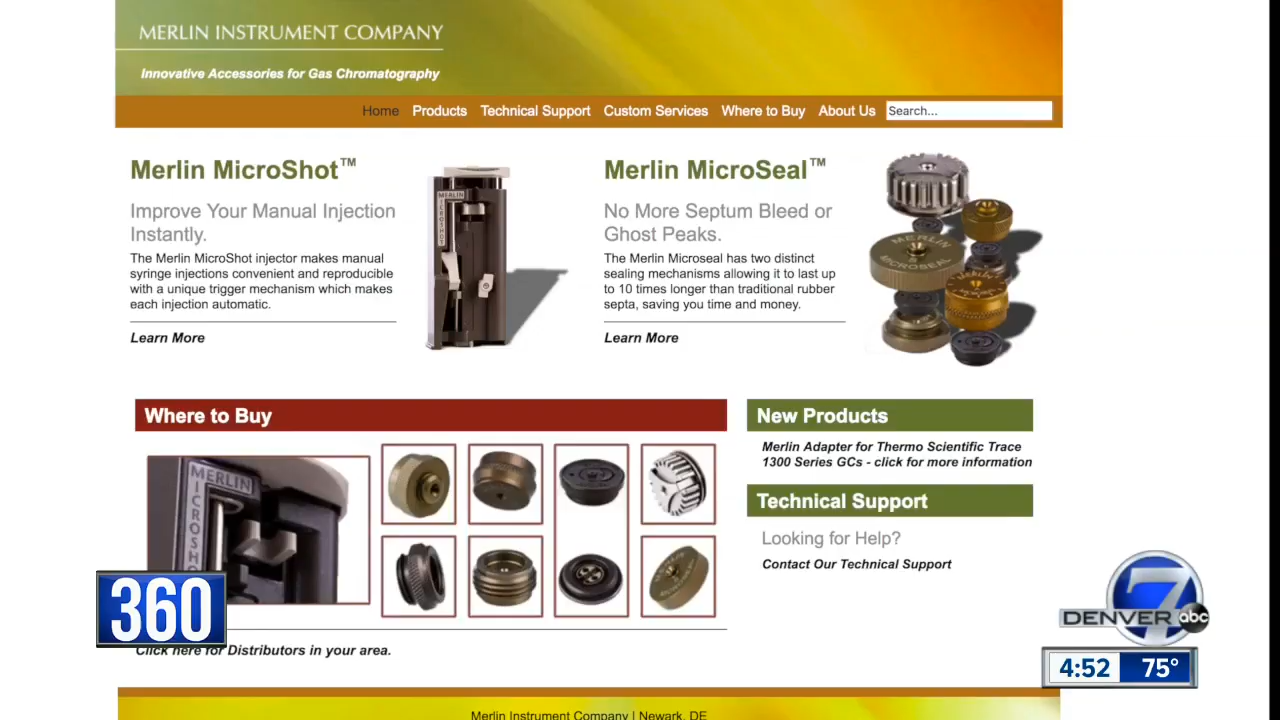 MERLIN INSTRUMENT COMPANY
Innovative Accessories for Gas Chromatography
Home Products Technical Support Custom Services Where to Buy About Us Search...
Merlin MicroShot™
Improve Your Manual Injection
Instantly.
The Merlin MicroShot injector makes manual
syringe injections convenient and reproducible
with a unique trigger mechanism which makes
each injection automatic.
Learn More
MERLIN
MICROSHOT
Merlin MicroSeal™
No More Septum Bleed or
Ghost Peaks.
The Merlin Microseal has two distinct
sealing mechanisms allowing it to last up
to 10 times longer than traditional rubber
septa, saving you time and money.
Learn More
MERLIN
MICROSEAL
Where to Buy
MERLIN
MICROSH
Click here for Distributors in your area.
New Products
Merlin Adapter for Thermo Scientific Trace
1300 Series GCs - click for more information
Technical Support
Looking for Help?
Contact Our Technical Support
360
7
DENVER abc
4:52 75°
Merlin Instrument Company | Newark, DE